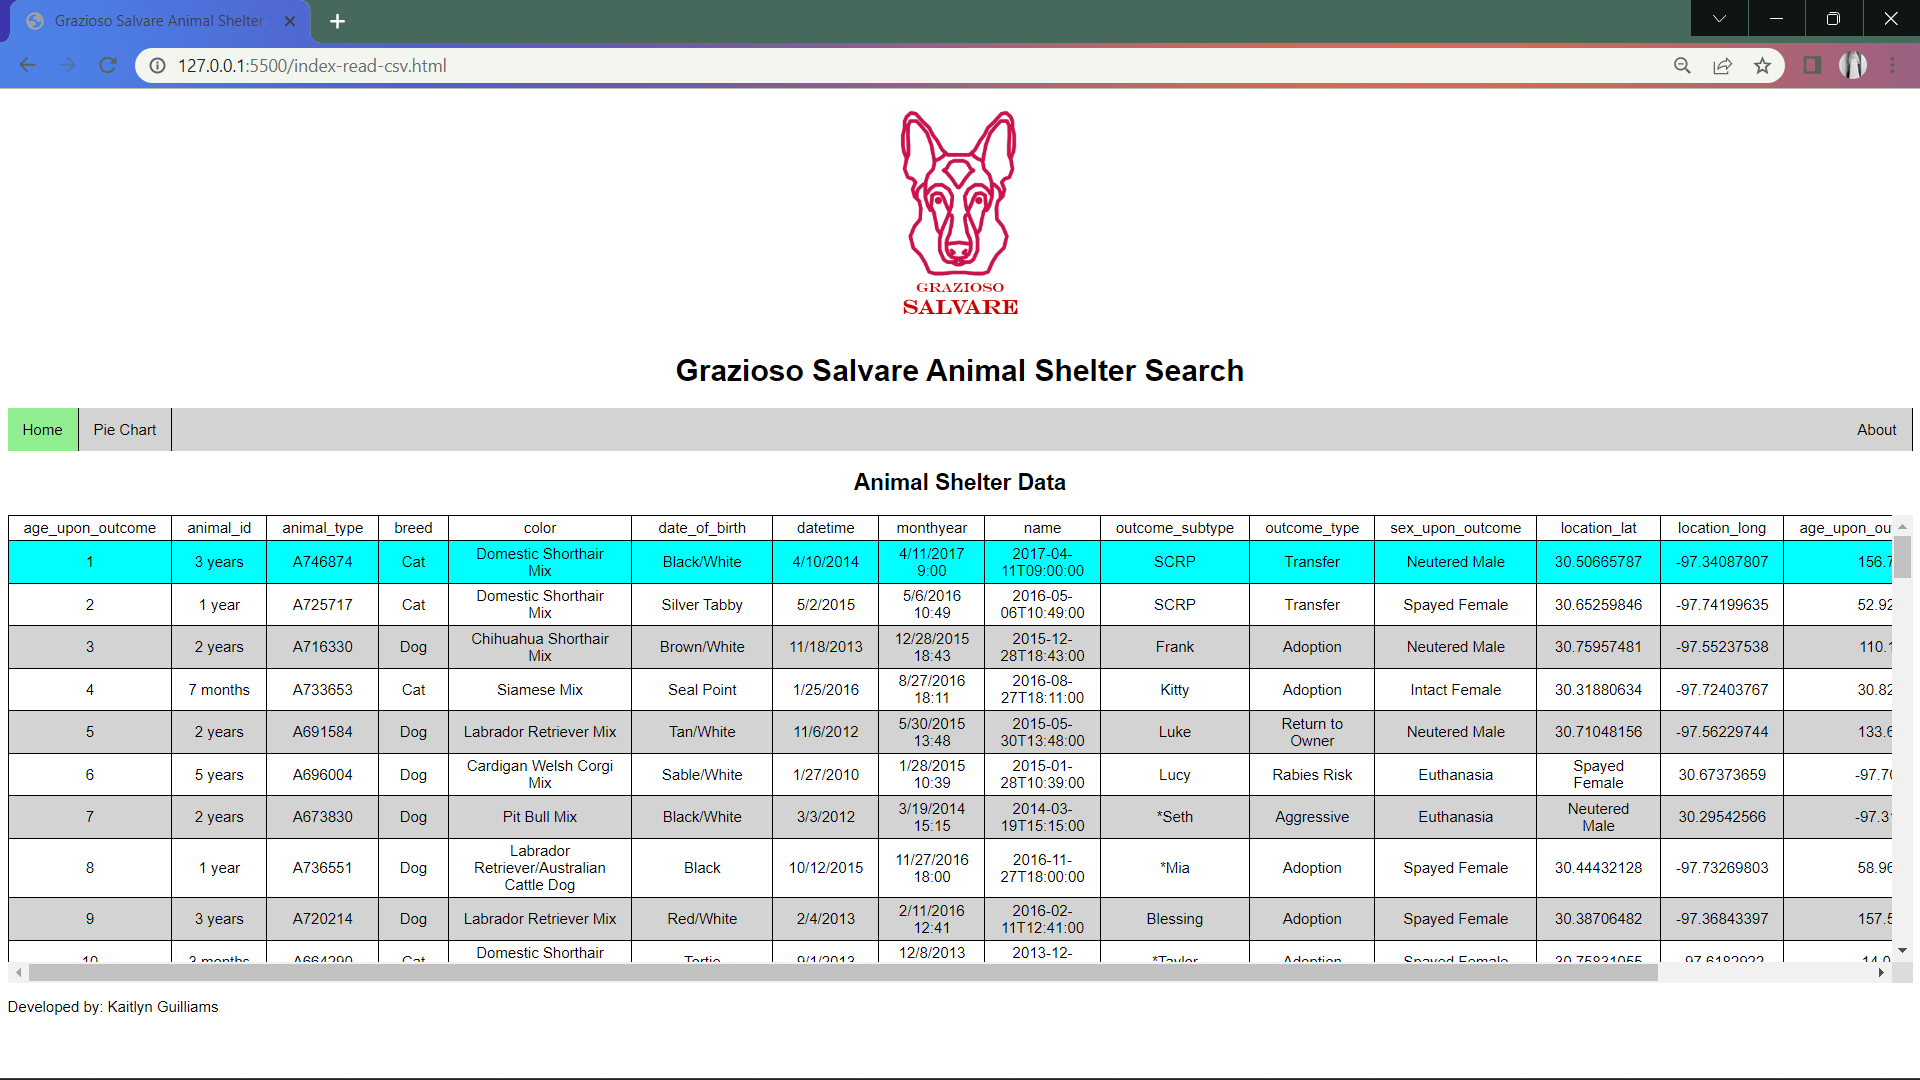 Grazioso Salvare Animal Shelter
127.0.0.1:5500/index-read-csv.html
GRAZIOSO
SALVARE
Grazioso Salvare Animal Shelter Search
Home Pie Chart About
Animal Shelter Data
age_upon_outcome animal_id animal_type breed color date_of_birth datetime monthyear name outcome_subtype outcome_type sex_upon_outcome location_lat location_long age_upon_ou
1 3 years A746874 Cat Domestic Shorthair Mix Black/White 4/10/2014 4/11/2017 9:00 2017-04-11T09:00:00 SCRP Transfer Neutered Male 30.50665787 -97.34087807 156.7
2 1 year A725717 Cat Domestic Shorthair Mix Silver Tabby 5/2/2015 5/6/2016 10:49 2016-05-06T10:49:00 SCRP Transfer Spayed Female 30.65259846 -97.74199635 52.92
3 2 years A716330 Dog Chihuahua Shorthair Mix Brown/White 11/18/2013 12/28/2015 18:43 2015-12-28T18:43:00 Frank Adoption Neutered Male 30.75957481 -97.55237538 110.1
4 7 months A733653 Cat Siamese Mix Seal Point 1/25/2016 8/27/2016 18:11 2016-08-27T18:11:00 Kitty Adoption Intact Female 30.31880634 -97.72403767 30.82
5 2 years A691584 Dog Labrador Retriever Mix Tan/White 11/6/2012 5/30/2015 13:48 2015-05-30T13:48:00 Luke Return to Owner Neutered Male 30.71048156 -97.56229744 133.6
6 5 years A696004 Dog Cardigan Welsh Corgi Mix Sable/White 1/27/2010 1/28/2015 10:39 2015-01-28T10:39:00 Lucy Rabies Risk Euthanasia Spayed Female 30.67373659 -97.70
7 2 years A673830 Dog Pit Bull Mix Black/White 3/3/2012 3/19/2014 15:15 2014-03-19T15:15:00 *Seth Aggressive Euthanasia Neutered Male 30.29542566 -97.31
8 1 year A736551 Dog Labrador Retriever/Australian Cattle Dog Black 10/12/2015 11/27/2016 18:00 2016-11-27T18:00:00 *Mia Adoption Spayed Female 30.44432128 -97.73269803 58.96
9 3 years A720214 Dog Labrador Retriever Mix Red/White 2/4/2013 2/11/2016 12:41 2016-02-11T12:41:00 Blessing Adoption Spayed Female 30.38706482 -97.36843397 157.5
10 3 months A664290 Cat Domestic Shorthair Tortie 9/1/2013 12/8/2013 2013-12- *Taylor Adoption Spayed Female 30.75831055 -97.6182922 14.0
Developed by: Kaitlyn Guilliams